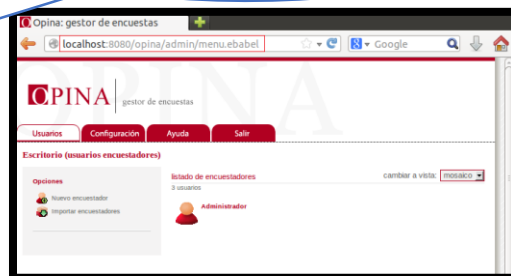 Opina: gestor de encuestas
localhost:8080/opina/admin/menu.ebabel
Google
OPINA gestor de encuestas
Usuarios Configuración Ayuda Salir
Escritorio (usuarios encuestadores)
Opciones
Nuevo encuestador
Importar encuestadores
listado de encuestadores
3 usuarios
cambiar a vista: mosaico
Administrador